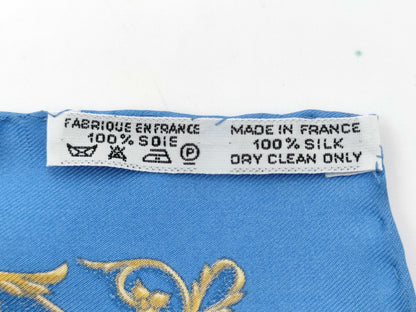 FABRIQUE EN FRANCE
100% SOIE
P
MADE IN FRANCE
100% SILK
DRY CLEAN ONLY